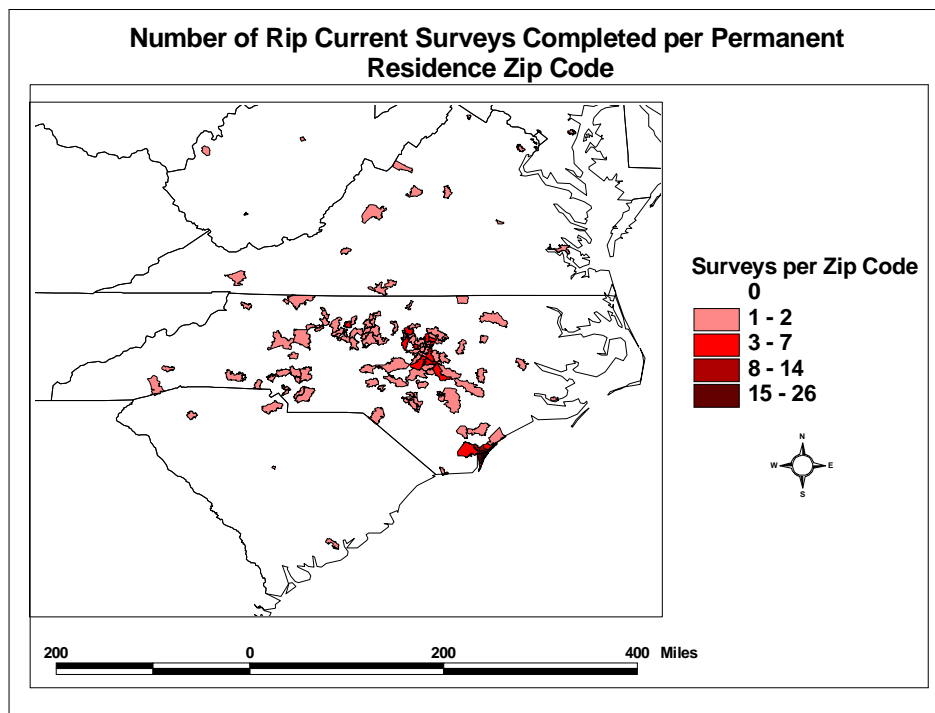 Number of Rip Current Surveys Completed per Permanent
Residence Zip Code
Surveys per Zip Code
0
1 - 2
3 - 7
8 - 14
15 - 26
N
W E
S
200 0 200 400 Miles